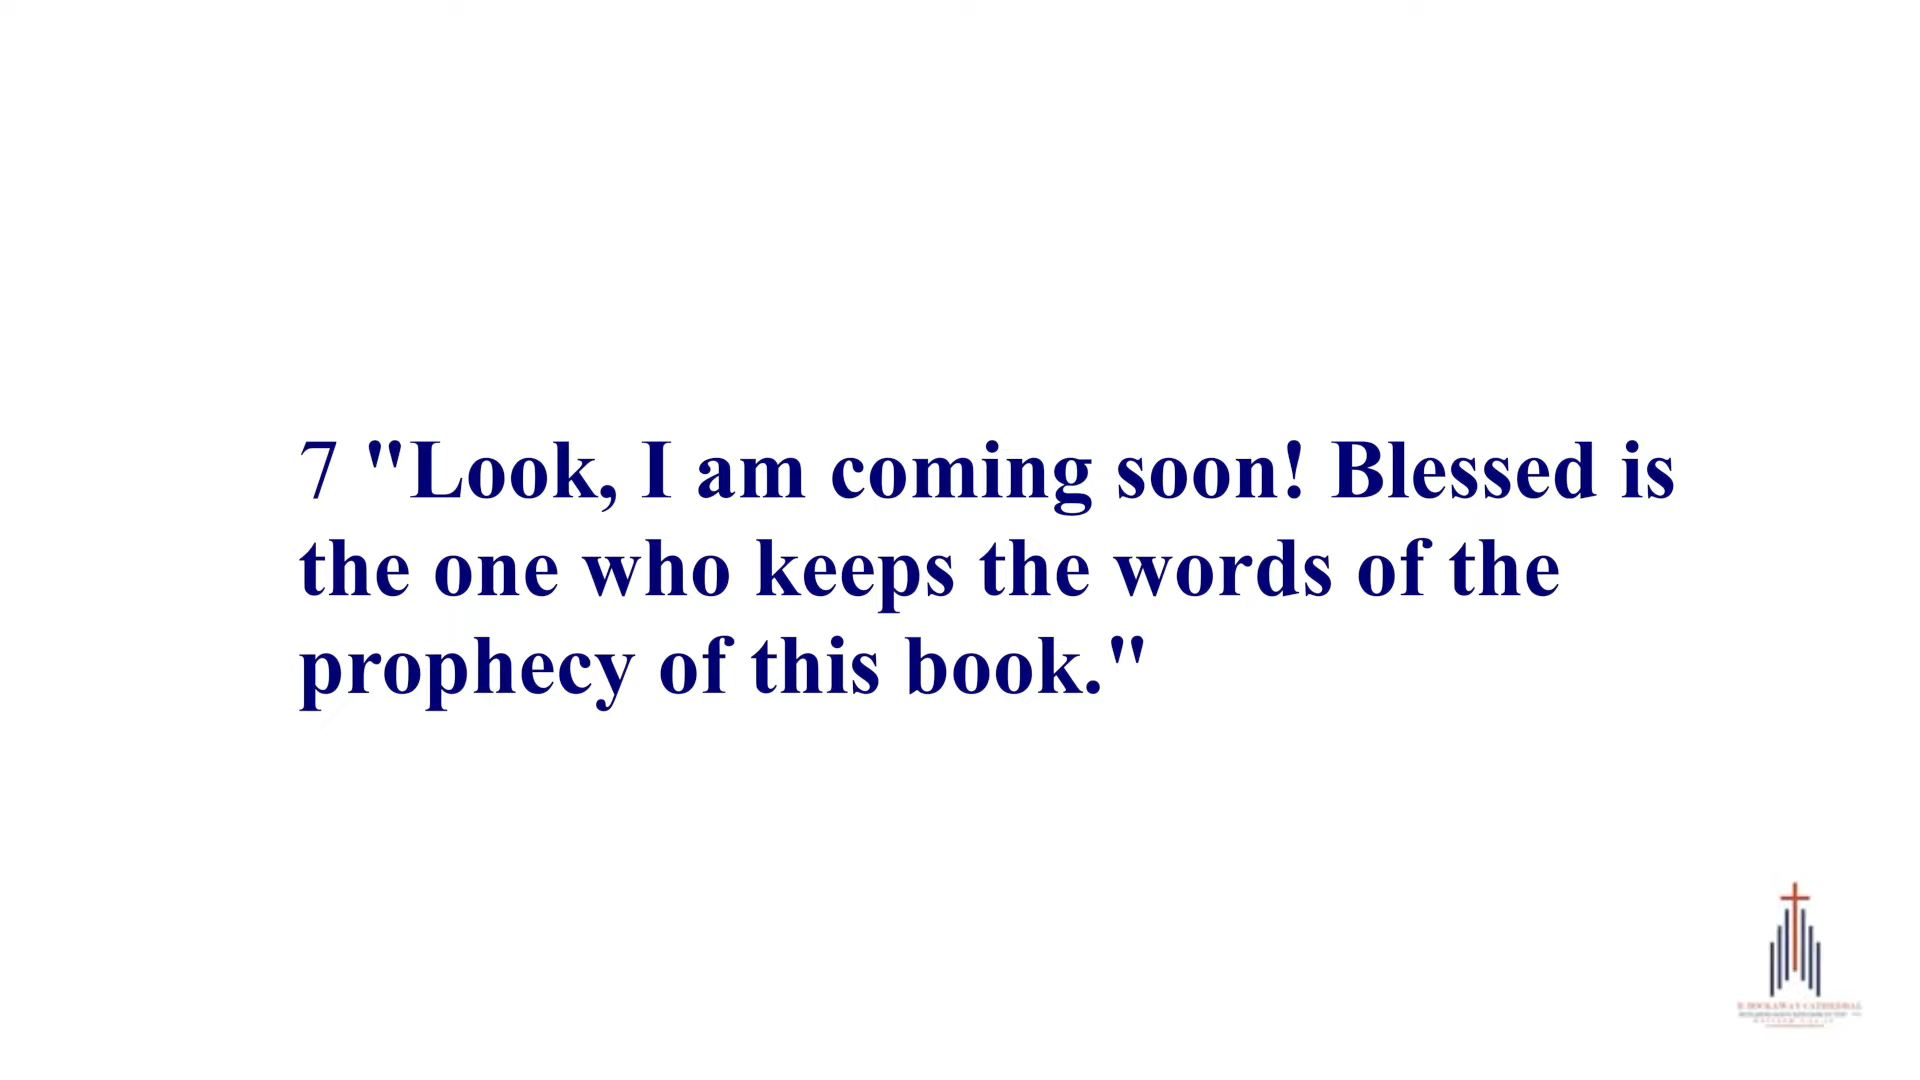 7 "Look, I am coming soon! Blessed is
the one who keeps the words of the
prophecy of this book."
CATHEDRAL